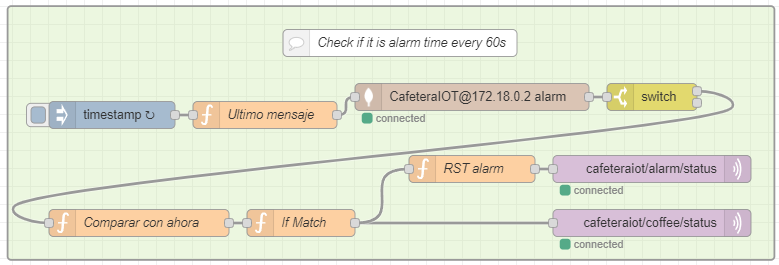 Check if it is alarm time every 60s
timestamp ↻
Ultimo mensaje
CafeteraIOT@172.18.0.2 alarm
switch
connected
RST alarm
cafeteraiot/alarm/status
connected
Comparar con ahora
If Match
cafeteraiot/coffee/status
connected